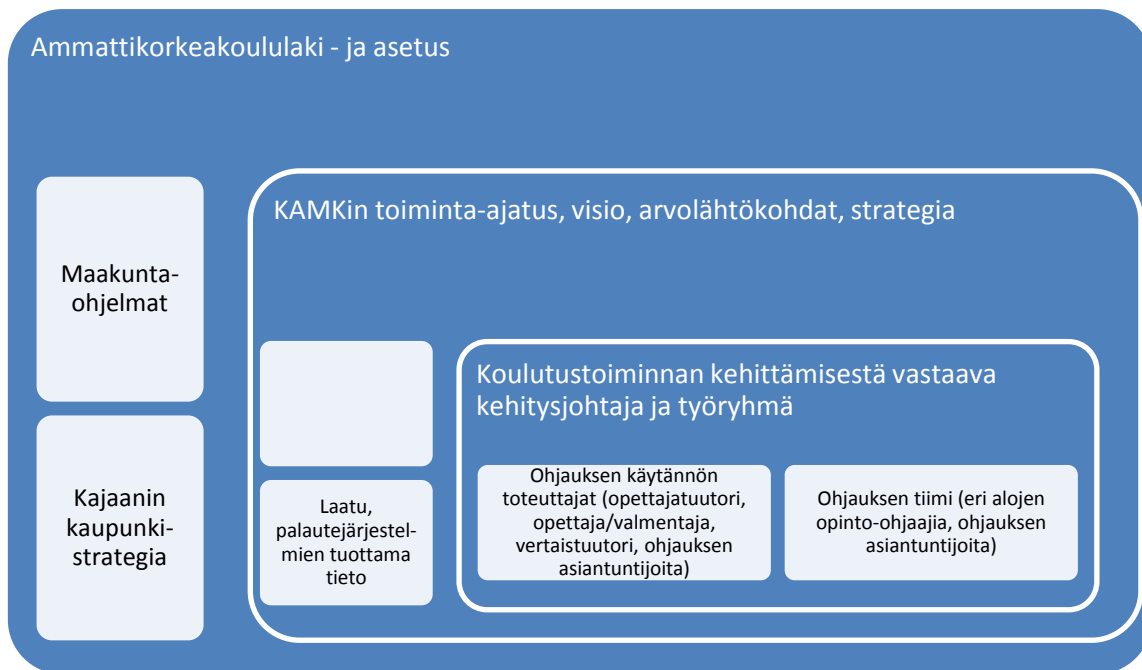 Ammattikorkeakoululaki - ja asetus
Maakunta-
ohjelmat
Kajaanin
kaupunki-
strategia
KAMKin toiminta-ajatus, visio, arvolähtökohdat, strategia
Laatu,
palautejärjestel-
mien tuottama
tieto
Koulutustoiminnan kehittämisestä vastaava
kehitysjohtaja ja työryhmä
Ohjauksen käytännön
toteuttajat (opettajatuutori,
opettaja/valmentaja,
vertaistuutori, ohjauksen
asiantuntijoita)
Ohjauksen tiimi (eri alojen
opinto-ohjaajia, ohjauksen
asiantuntijoita)